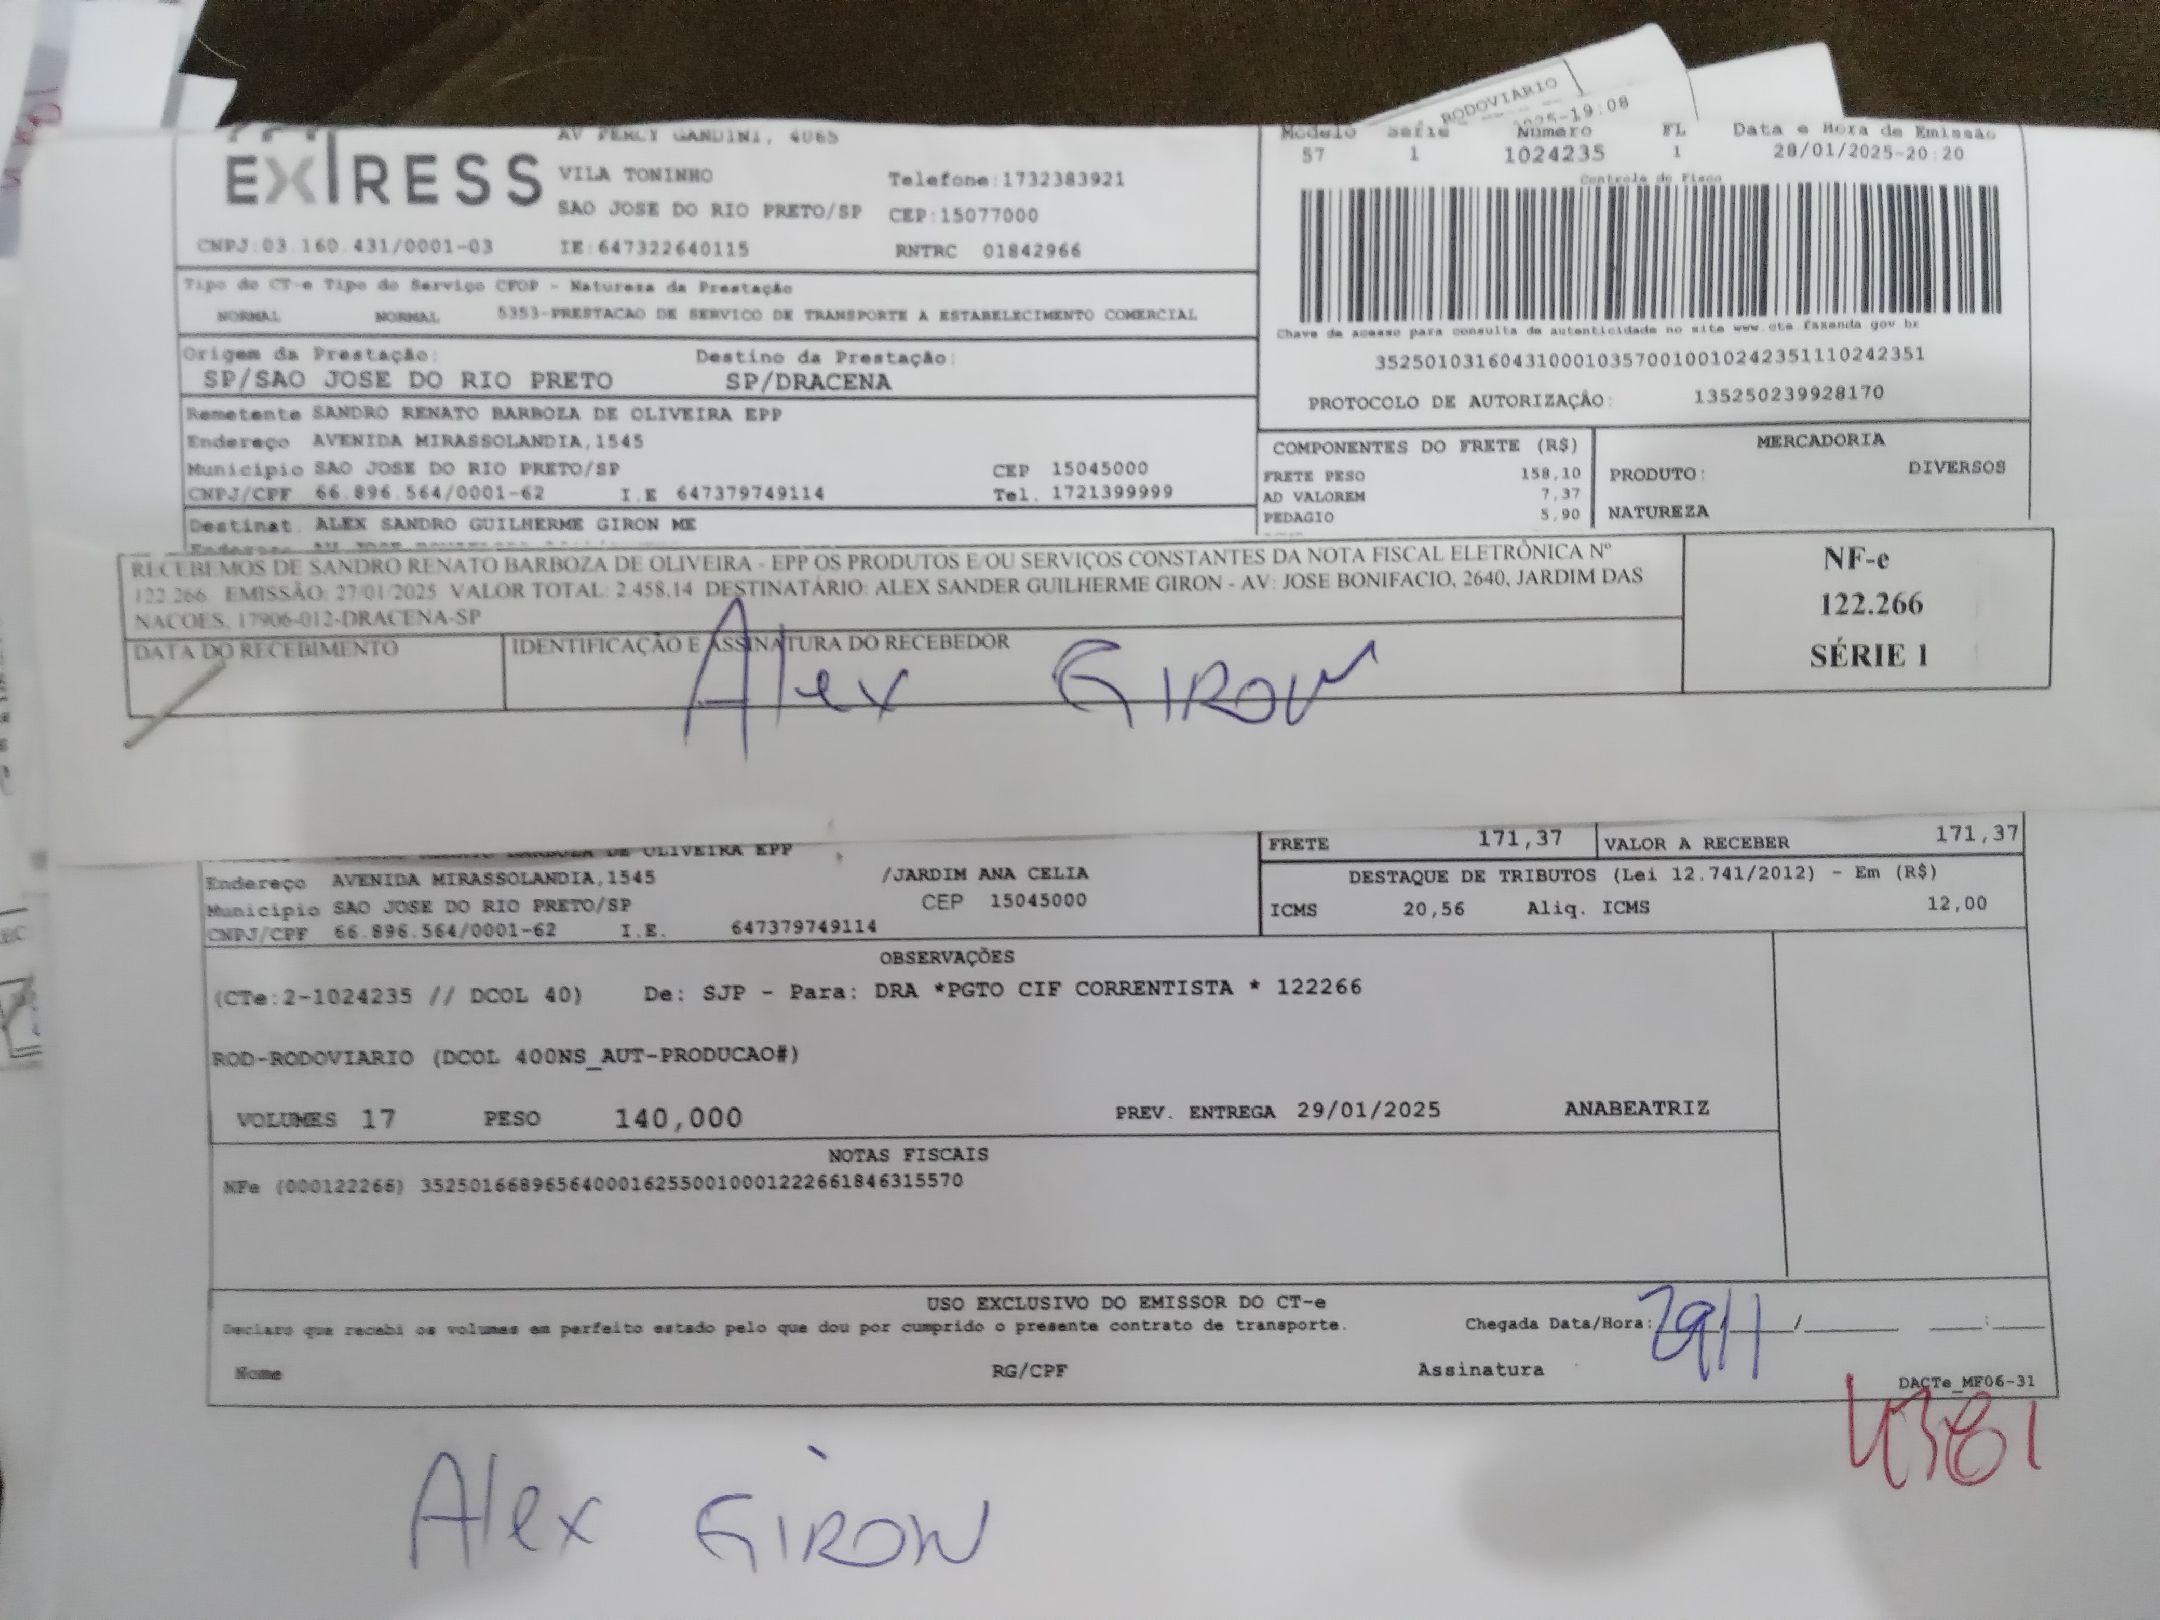 RODOVIARIO
2025-19:08
AV PERCY GANDINI, 4065
EXPRESS
VILA TONINHO Telefone:1732383921
SAO JOSE DO RIO PRETO/SP CEP:15077000
CNPJ:03.160.431/0001-03 IE:647322640115 RNTRC 01842966
Modelo Serie Número FL Data e Hora de Emissão
57 1 1024235 1 28/01/2025-20:20
Controle do Fisco
Tipo do CT-e Tipo do Serviço CFOP - Natureza da Prestação
NORMAL NORMAL 5353-PRESTACAO DE SERVICO DE TRANSPORTE A ESTABELECIMENTO COMERCIAL
Chave de acesso para consulta de autenticidade no site www.cte.fazenda.gov.br
35250103160431000103570010010242351110242351
PROTOCOLO DE AUTORIZAÇÃO: 135250239928170
Origem da Prestação: Destino da Prestação:
SP/SAO JOSE DO RIO PRETO SP/DRACENA
Remetente SANDRO RENATO BARBOZA DE OLIVEIRA EPP
Endereço AVENIDA MIRASSOLANDIA,1545
Município SAO JOSE DO RIO PRETO/SP CEP 15045000
CNPJ/CPF 66.896.564/0001-62 I.E 647379749114 Tel. 1721399999
Destinat. ALEX SANDRO GUILHERME GIRON ME
COMPONENTES DO FRETE (R$)
FRETE PESO 158,10
AD VALOREM 7,37
PEDAGIO 5,90
MERCADORIA
PRODUTO: DIVERSOS
NATUREZA
RECEBEMOS DE SANDRO RENATO BARBOZA DE OLIVEIRA - EPP OS PRODUTOS E/OU SERVIÇOS CONSTANTES DA NOTA FISCAL ELETRÔNICA Nº
122.266 EMISSÃO: 27/01/2025 VALOR TOTAL: 2.458,14 DESTINATÁRIO: ALEX SANDER GUILHERME GIRON - AV: JOSE BONIFACIO, 2640, JARDIM DAS
NACOES, 17906-012-DRACENA-SP
DATA DO RECEBIMENTO IDENTIFICAÇÃO E ASSINATURA DO RECEBEDOR
NF-e
122.266
SÉRIE 1
Alex GIRON
BARBOZA DE OLIVEIRA EPP
Endereço AVENIDA MIRASSOLANDIA,1545 /JARDIM ANA CELIA
Município SAO JOSE DO RIO PRETO/SP CEP 15045000
CNPJ/CPF 66.896.564/0001-62 I.E. 647379749114
FRETE 171,37 VALOR A RECEBER 171,37
DESTAQUE DE TRIBUTOS (Lei 12.741/2012) - Em (R$)
ICMS 20,56 Aliq. ICMS 12,00
OBSERVAÇÕES
(CTe:2-1024235 // DCOL 40) De: SJP - Para: DRA *PGTO CIF CORRENTISTA * 122266
ROD-RODOVIARIO (DCOL 400NS_AUT-PRODUCAO#)
VOLUMES 17 PESO 140,000 PREV. ENTREGA 29/01/2025 ANABEATRIZ
NOTAS FISCAIS
NFe (000122266) 35250166896564000162550010001222661846315570
USO EXCLUSIVO DO EMISSOR DO CT-e
Declaro que recebi os volumes em perfeito estado pelo que dou por cumprido o presente contrato de transporte. Chegada Data/Hora: 29/1
Nome RG/CPF Assinatura
DACTe_MF06-31
Alex GIRON